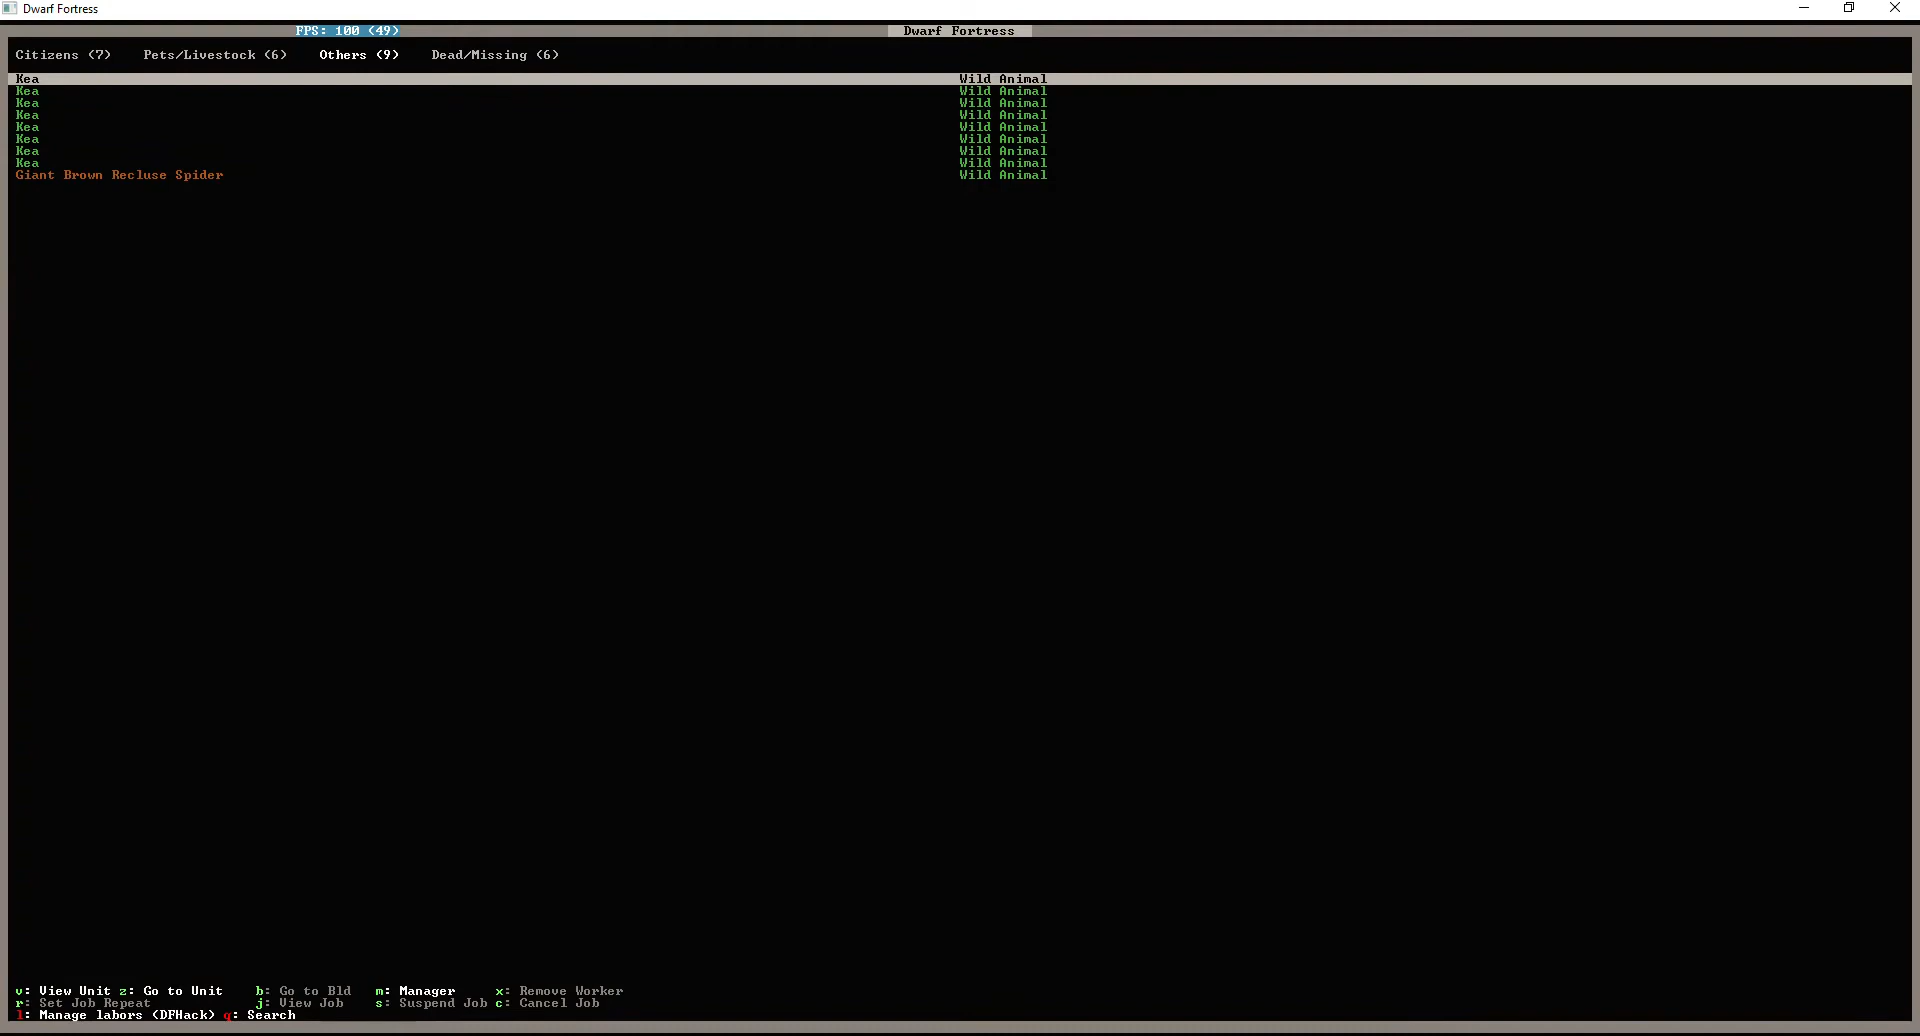 Dwarf Fortress
FPS: 100 (49) Dwarf Fortress
Citizens (7) Pets/Livestock (6) Others (9) Dead/Missing (6)
Kea Wild Animal
Kea Wild Animal
Kea Wild Animal
Kea Wild Animal
Kea Wild Animal
Kea Wild Animal
Kea Wild Animal
Kea Wild Animal
Giant Brown Recluse Spider Wild Animal
v: View Unit z: Go to Unit b: Go to Bld m: Manager x: Remove Worker
r: Set Job Repeat j: View Job s: Suspend Job c: Cancel Job
l: Manage labors (DFHack) q: Search